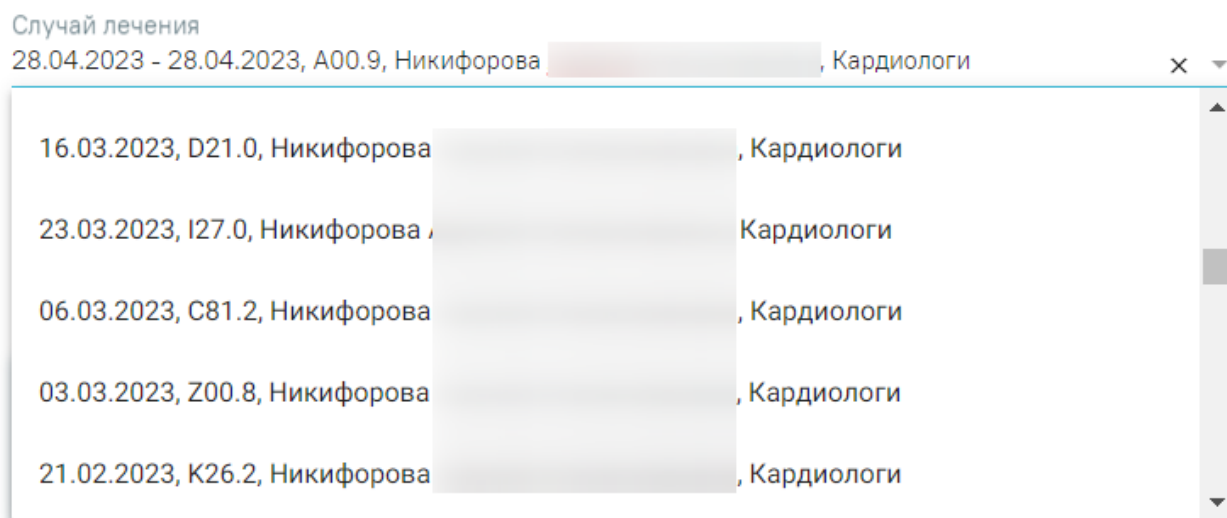 Случай лечения
28.04.2023 - 28.04.2023, A00.9, Никифорова , Кардиологи
16.03.2023, D21.0, Никифорова , Кардиологи
23.03.2023, I27.0, Никифорова Кардиологи
06.03.2023, C81.2, Никифорова , Кардиологи
03.03.2023, Z00.8, Никифорова , Кардиологи
21.02.2023, K26.2, Никифорова , Кардиологи